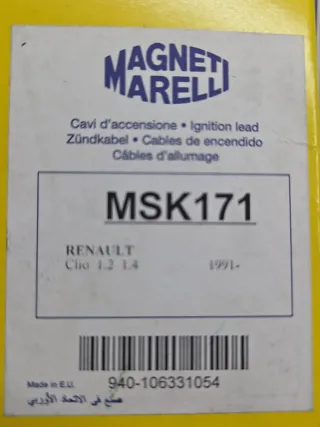 MAGNETI
MARELLI
Cavi d'accensione • Ignition lead
Zündkabel • Cables de encendido
Câbles d'allumage
MSK171
RENAULT
Clio 1.2 1.4 1991-
Made in E.U. 940-106331054
صنع في الاتحاد الأوربي